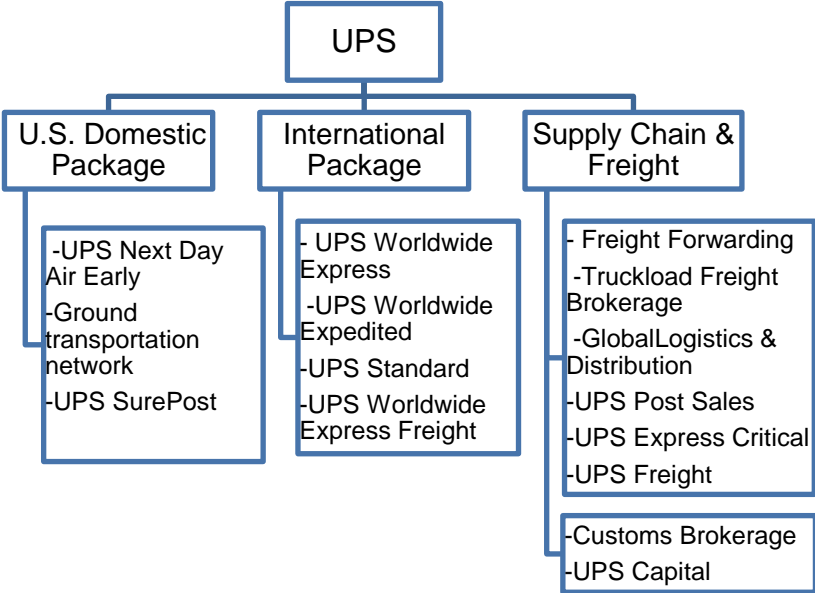 UPS
U.S. Domestic
Package
International
Package
Supply Chain &
Freight
-UPS Next Day
Air Early
-Ground
transportation
network
-UPS SurePost
- UPS Worldwide
Express
-UPS Worldwide
Expedited
-UPS Standard
-UPS Worldwide
Express Freight
- Freight Forwarding
-Truckload Freight
Brokerage
-GlobalLogistics &
Distribution
-UPS Post Sales
-UPS Express Critical
-UPS Freight
-Customs Brokerage
-UPS Capital